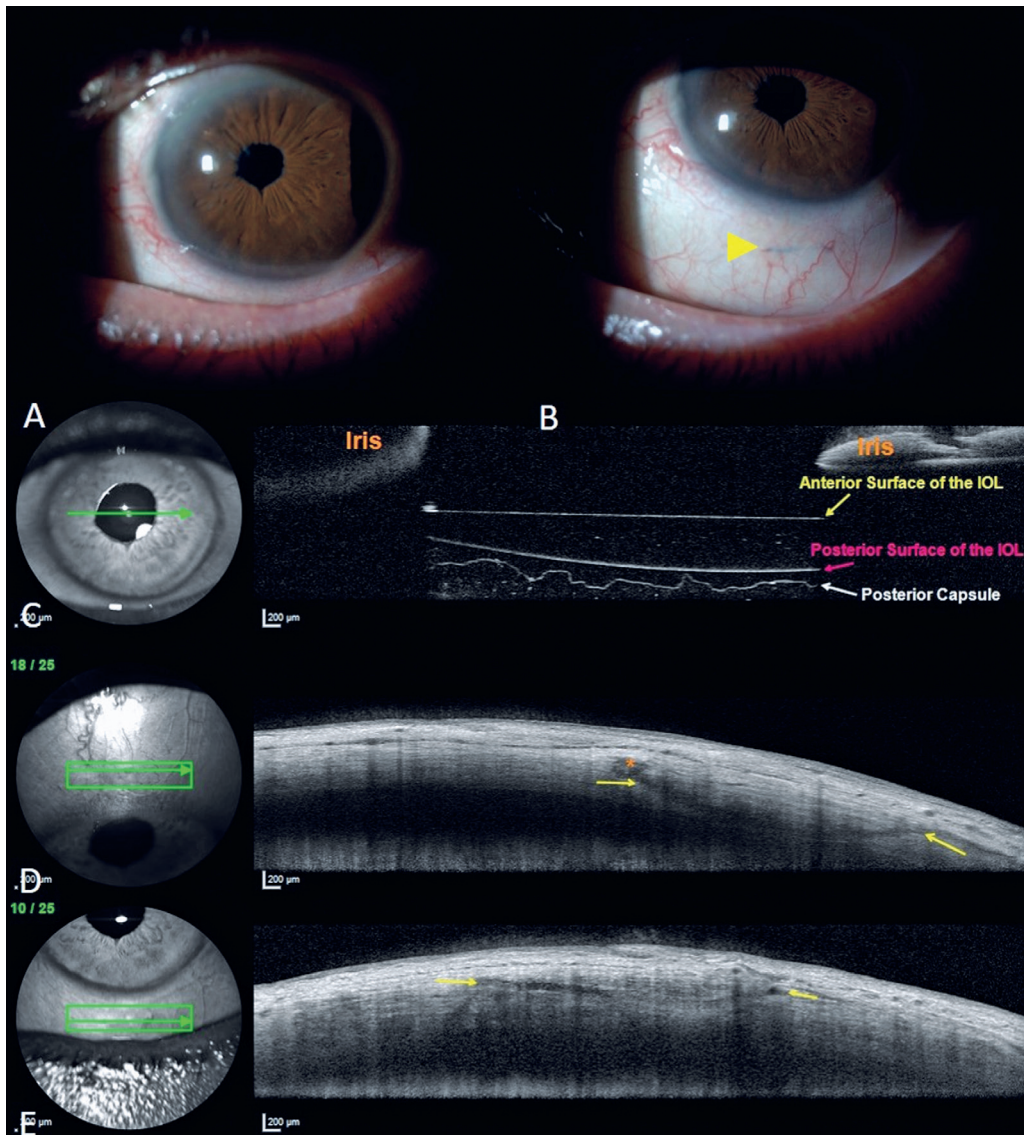 A
B
Iris
Iris
Anterior Surface of the IOL
Posterior Surface of the IOL
Posterior Capsule
C
200 µm
200 µm
18 / 25
D
200 µm
200 µm
10 / 25
E
200 µm
200 µm